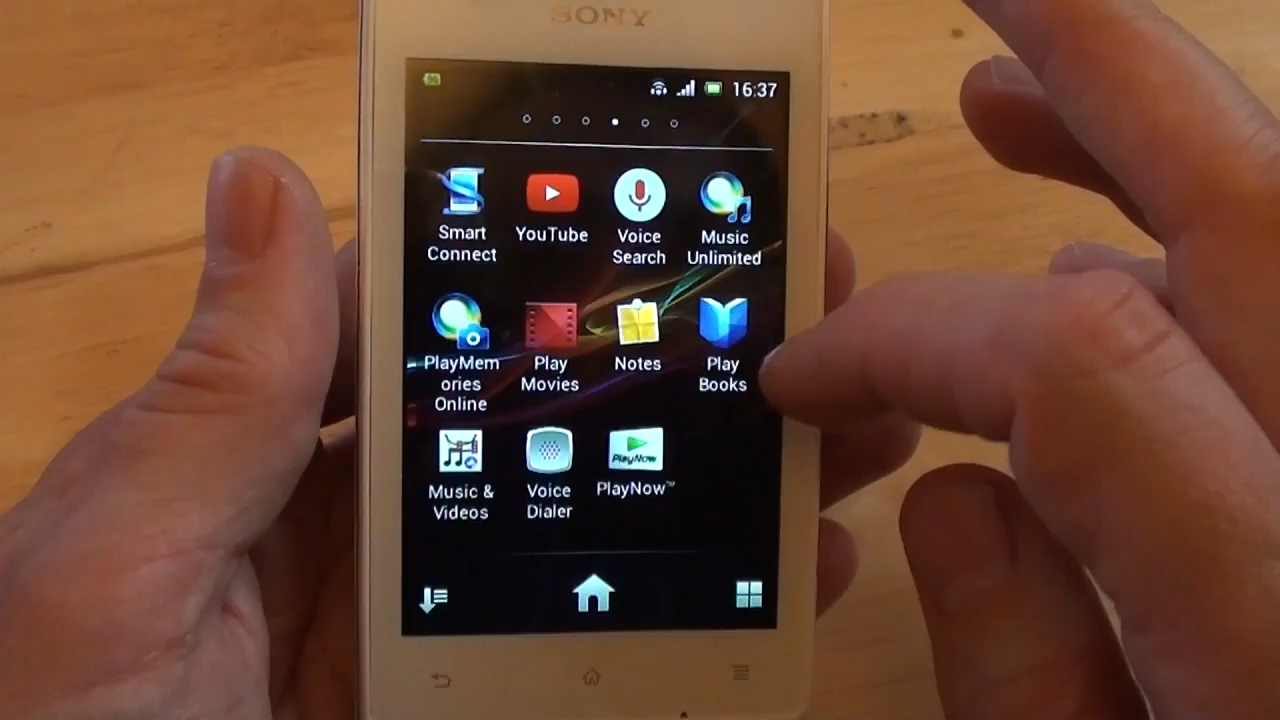 SONY
16:37
Smart
Connect
YouTube
Voice
Search
Music
Unlimited
PlayMem
ories
Online
Play
Movies
Notes
Play
Books
Music &
Videos
Voice
Dialer
PlayNow
PlayNow™